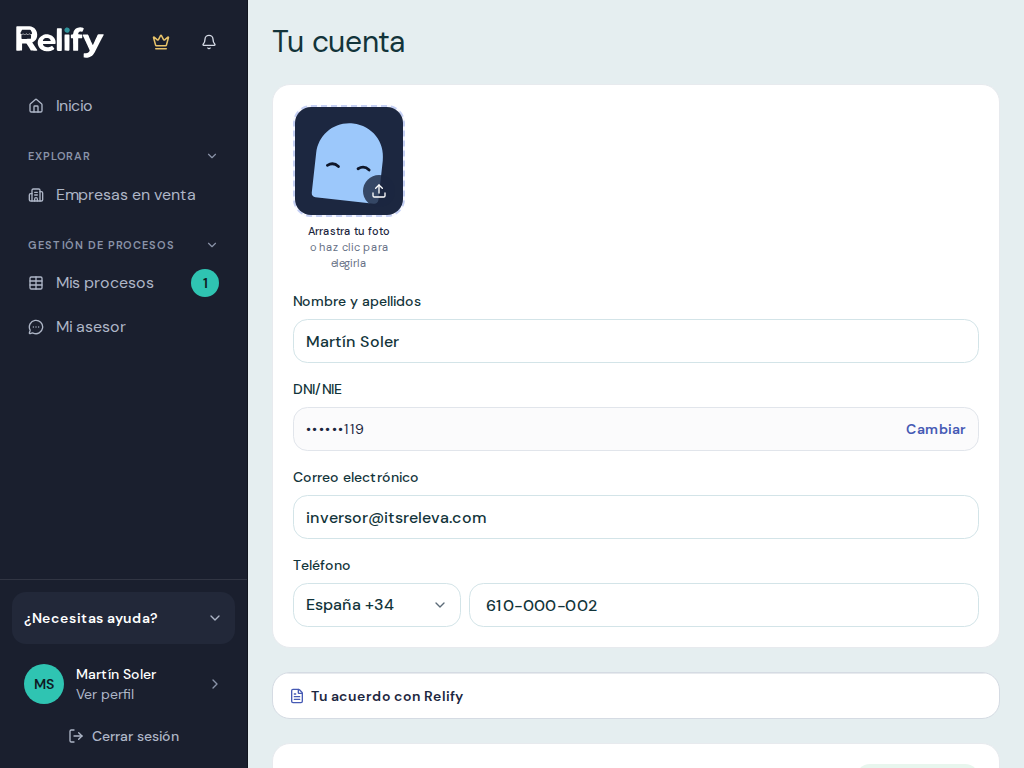 Relify
Inicio
EXPLORAR
Empresas en venta
GESTIÓN DE PROCESOS
Mis procesos
1
Mi asesor
¿Necesitas ayuda?
MS
Martín Soler
Ver perfil
Cerrar sesión
Tu cuenta
Arrastra tu foto
o haz clic para
elegirla
Nombre y apellidos
Martín Soler
DNI/NIE
••••••119
Cambiar
Correo electrónico
inversor@itsreleva.com
Teléfono
España +34
610-000-002
Tu acuerdo con Relify